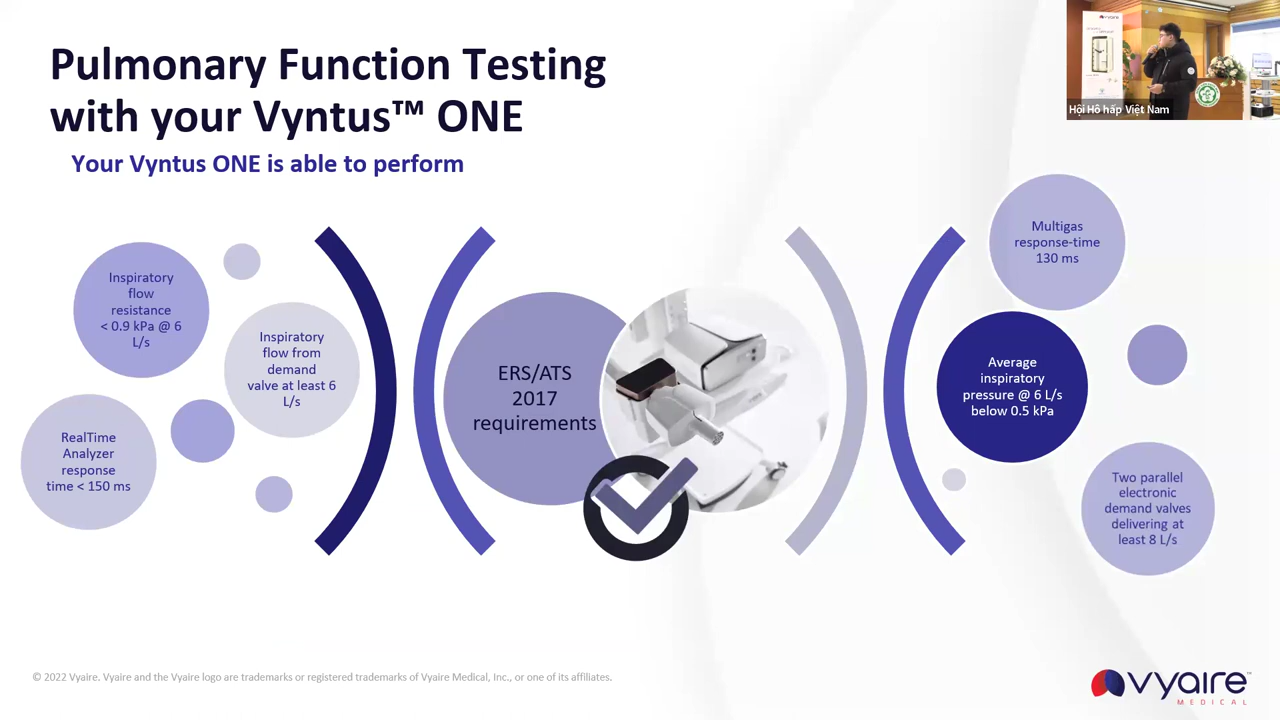 Pulmonary Function Testing
with your Vyntus™ ONE
Your Vyntus ONE is able to perform
vyaire
Hội Hô hấp Việt Nam
Inspiratory
flow
resistance
< 0.9 kPa @ 6
L/s
Inspiratory
flow from
demand
valve at least 6
L/s
RealTime
Analyzer
response
time < 150 ms
ERS/ATS
2017
requirements
Multigas
response-time
130 ms
Average
inspiratory
pressure @ 6 L/s
below 0.5 kPa
Two parallel
electronic
demand valves
delivering at
least 8 L/s
© 2022 Vyaire. Vyaire and the Vyaire logo are trademarks or registered trademarks of Vyaire Medical, Inc., or one of its affiliates.
vyaire™
MEDICAL